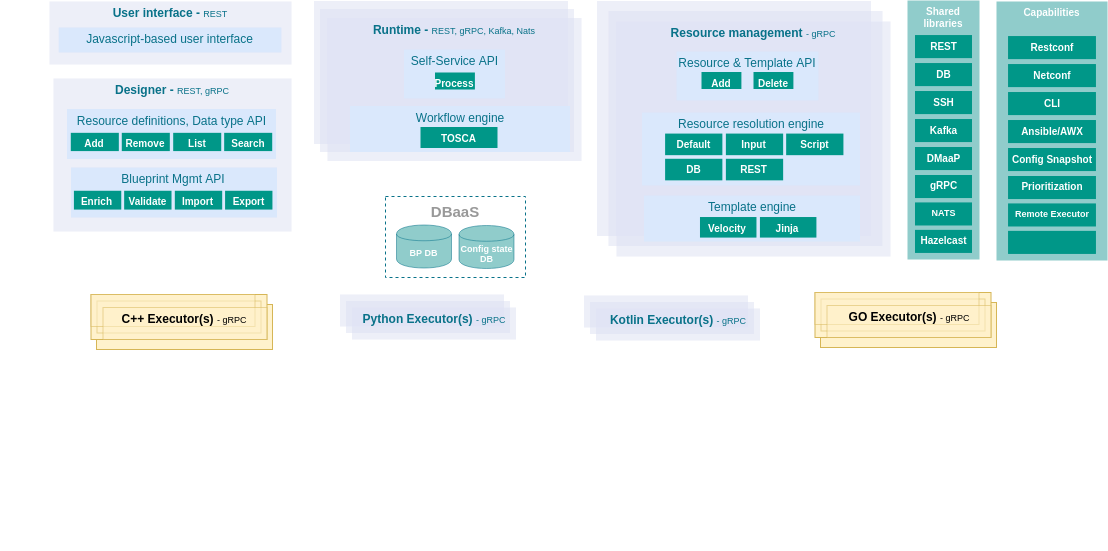 User interface - REST
Javascript-based user interface
Designer - REST, gRPC
Resource definitions, Data type API
Add
Remove
List
Search
Blueprint Mgmt API
Enrich
Validate
Import
Export
Runtime - REST, gRPC, Kafka, Nats
Self-Service API
Process
Workflow engine
TOSCA
DBaaS
BP DB
Config state
DB
Resource management - gRPC
Resource & Template API
Add
Delete
Resource resolution engine
Default
Input
Script
DB
REST
Template engine
Velocity
Jinja
Shared
libraries
REST
DB
SSH
Kafka
DMaaP
gRPC
NATS
Hazelcast
Capabilities
Restconf
Netconf
CLI
Ansible/AWX
Config Snapshot
Prioritization
Remote Executor
C++ Executor(s) - gRPC
Python Executor(s) - gRPC
Kotlin Executor(s) - gRPC
GO Executor(s) - gRPC